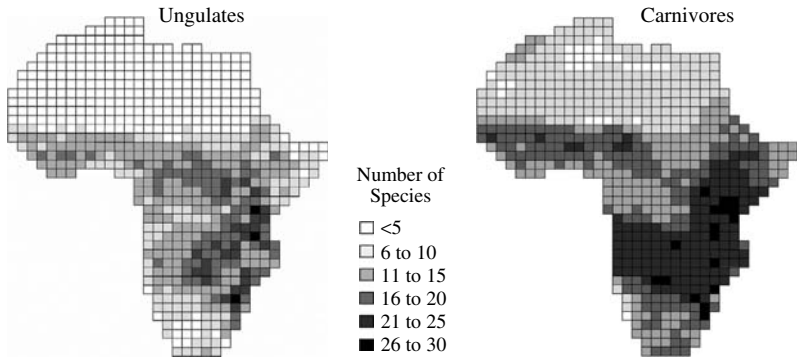 Ungulates
Carnivores
Number of
Species
<5
6 to 10
11 to 15
16 to 20
21 to 25
26 to 30